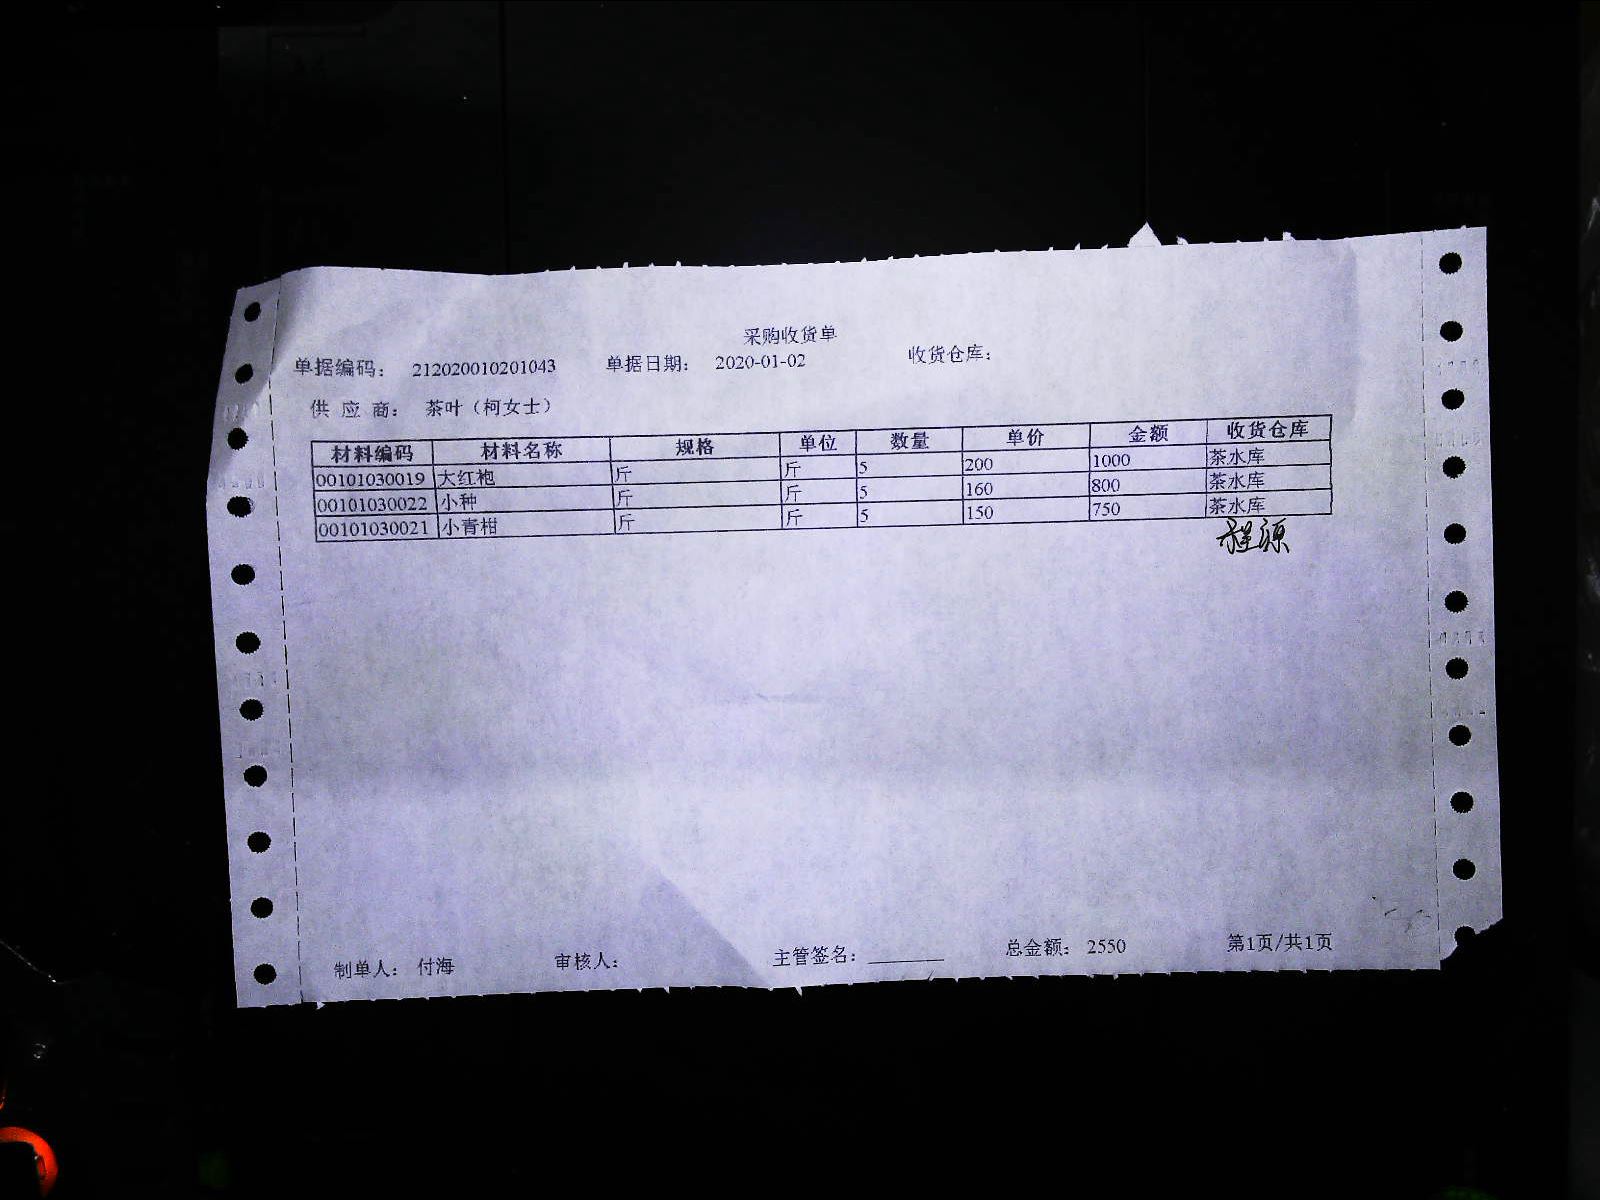 采购收货单
单据编码： 212020010201043 单据日期： 2020-01-02 收货仓库：
供 应 商： 茶叶（柯女士）
材料编码 材料名称 规格 单位 数量 单价 金额 收货仓库
00101030019 大红袍 斤 斤 5 200 1000 茶水库
00101030022 小种 斤 斤 5 160 800 茶水库
00101030021 小青柑 斤 斤 5 150 750 茶水库
制单人： 付海 审核人： 主管签名： 总金额： 2550 第1页/共1页